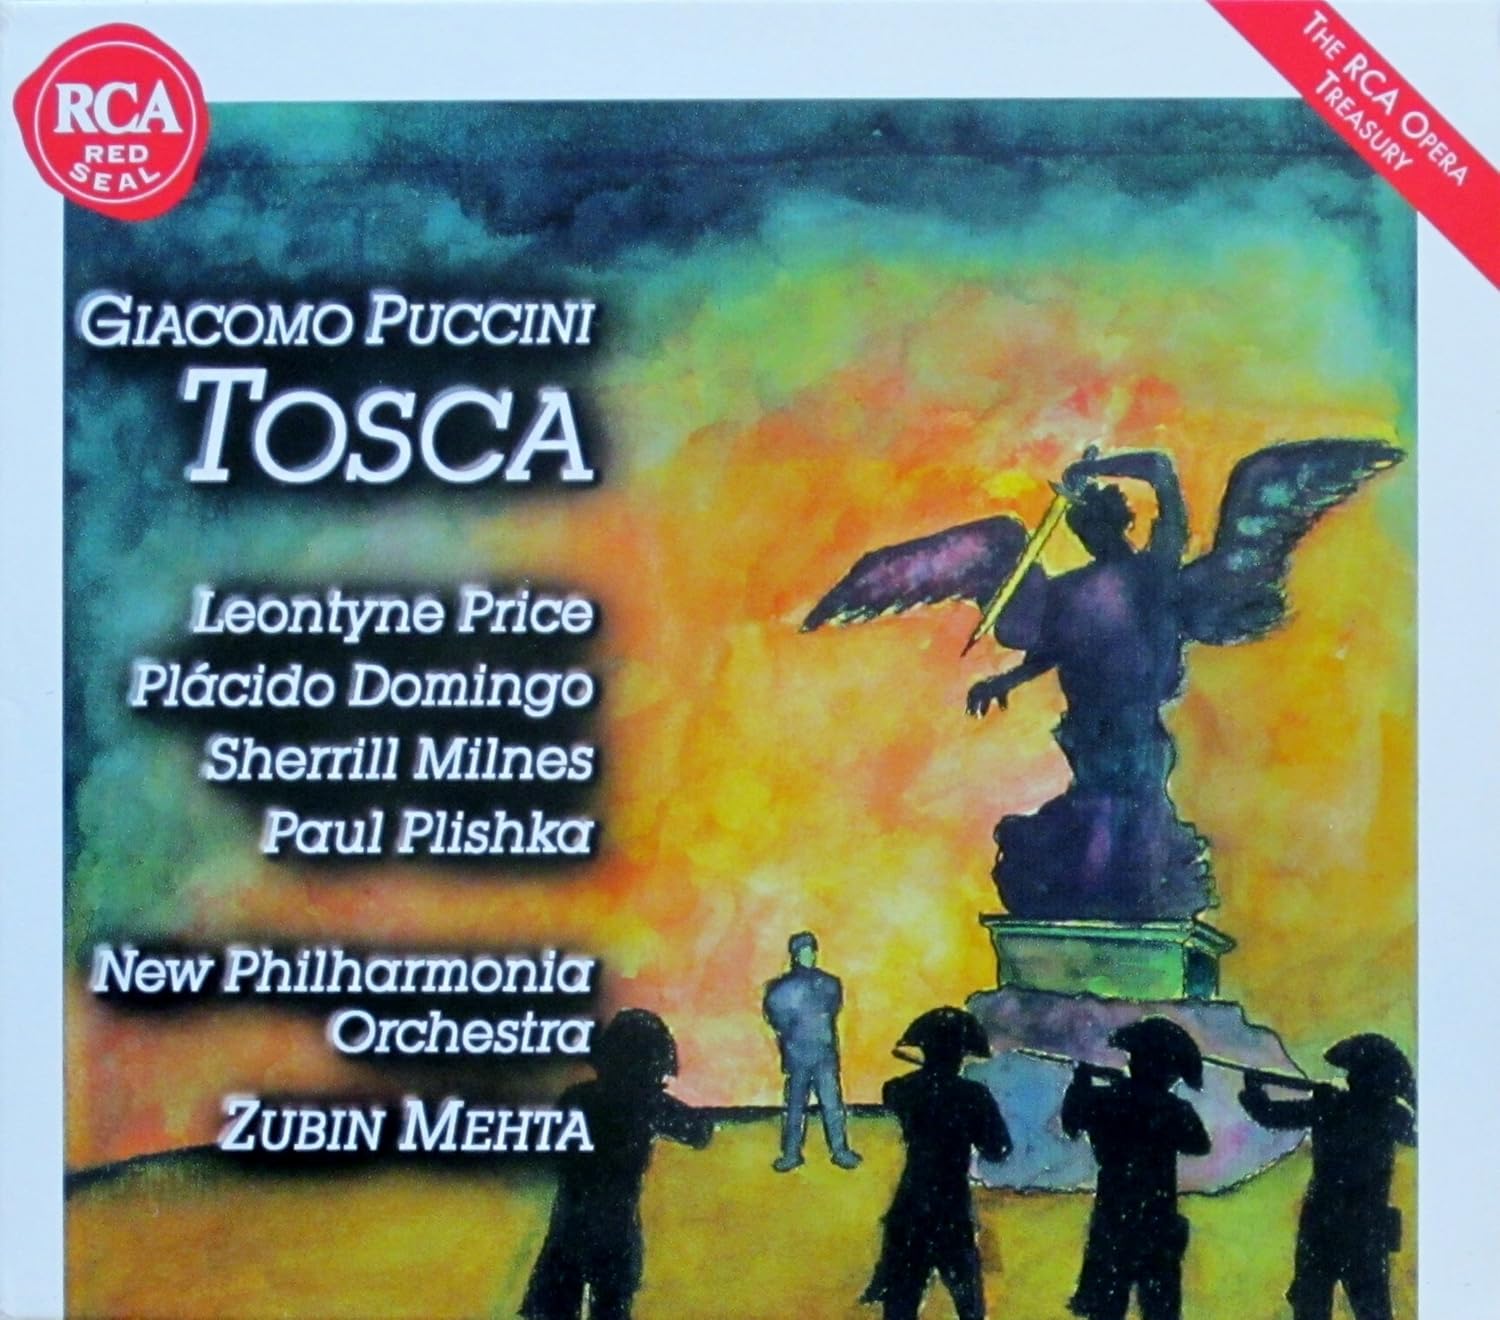 RCA
RED
SEAL
THE RCA OPERA
TREASURY
GIACOMO PUCCINI
TOSCA
Leontyne Price
Plácido Domingo
Sherrill Milnes
Paul Plishka
New Philharmonia
Orchestra
ZUBIN MEHTA